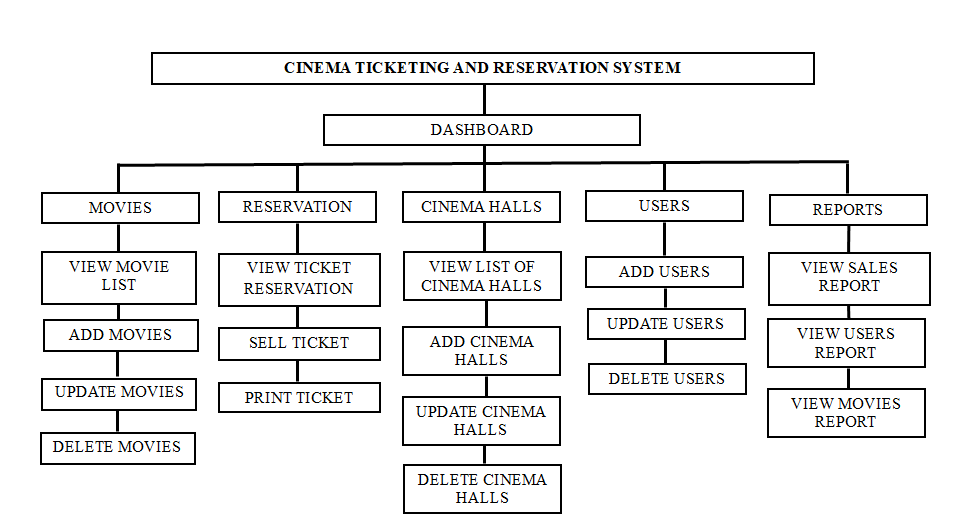 CINEMA TICKETING AND RESERVATION SYSTEM
DASHBOARD
MOVIES
VIEW MOVIE
LIST
ADD MOVIES
UPDATE MOVIES
DELETE MOVIES
RESERVATION
VIEW TICKET
RESERVATION
SELL TICKET
PRINT TICKET
CINEMA HALLS
VIEW LIST OF
CINEMA HALLS
ADD CINEMA
HALLS
UPDATE CINEMA
HALLS
DELETE CINEMA
HALLS
USERS
ADD USERS
UPDATE USERS
DELETE USERS
REPORTS
VIEW SALES
REPORT
VIEW USERS
REPORT
VIEW MOVIES
REPORT